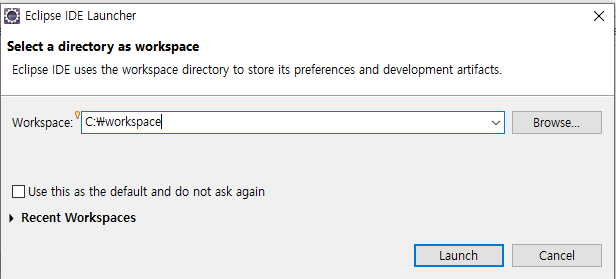 Eclipse IDE Launcher
Select a directory as workspace
Eclipse IDE uses the workspace directory to store its preferences and development artifacts.
Workspace: C:₩workspace Browse...
Use this as the default and do not ask again
Recent Workspaces
Launch Cancel